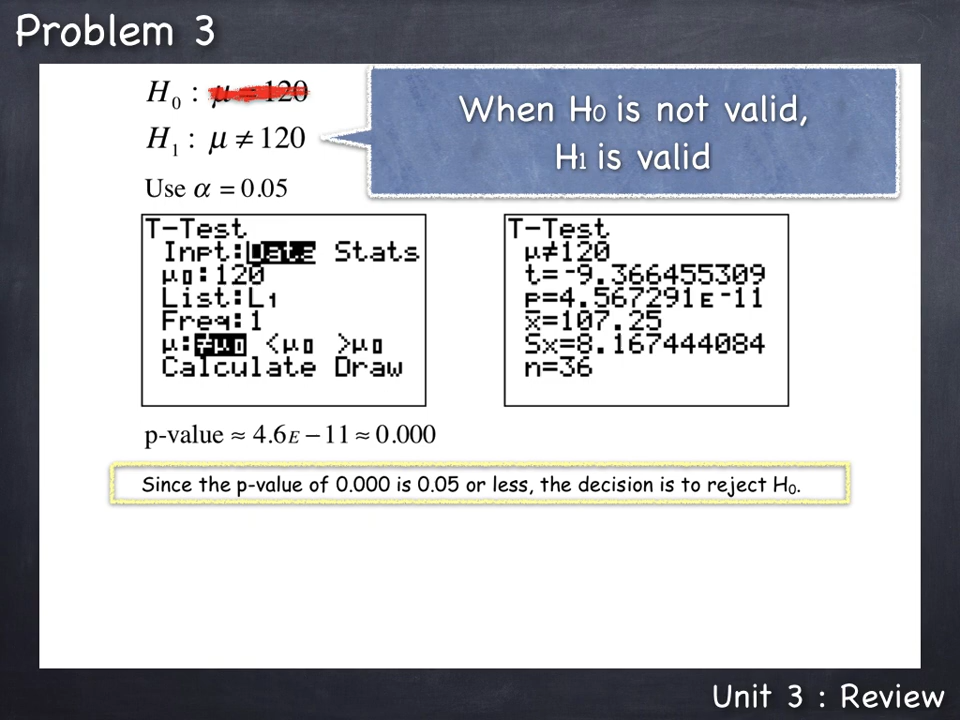 Problem 3
H₀ : μ = 120
When H₀ is not valid,
H₁ is valid
H₁ : μ ≠ 120
Use α = 0.05
T-Test
Inpt:Data Stats
μ₀:120
List:L₁
Freq:1
μ:≠μ₀ <μ₀ >μ₀
Calculate Draw
T-Test
μ≠120
t=-9.366455309
p=4.567291E-11
x̄=107.25
Sx=8.167444084
n=36
p-value ≈ 4.6E − 11 ≈ 0.000
Since the p-value of 0.000 is 0.05 or less, the decision is to reject H₀.
Unit 3 : Review